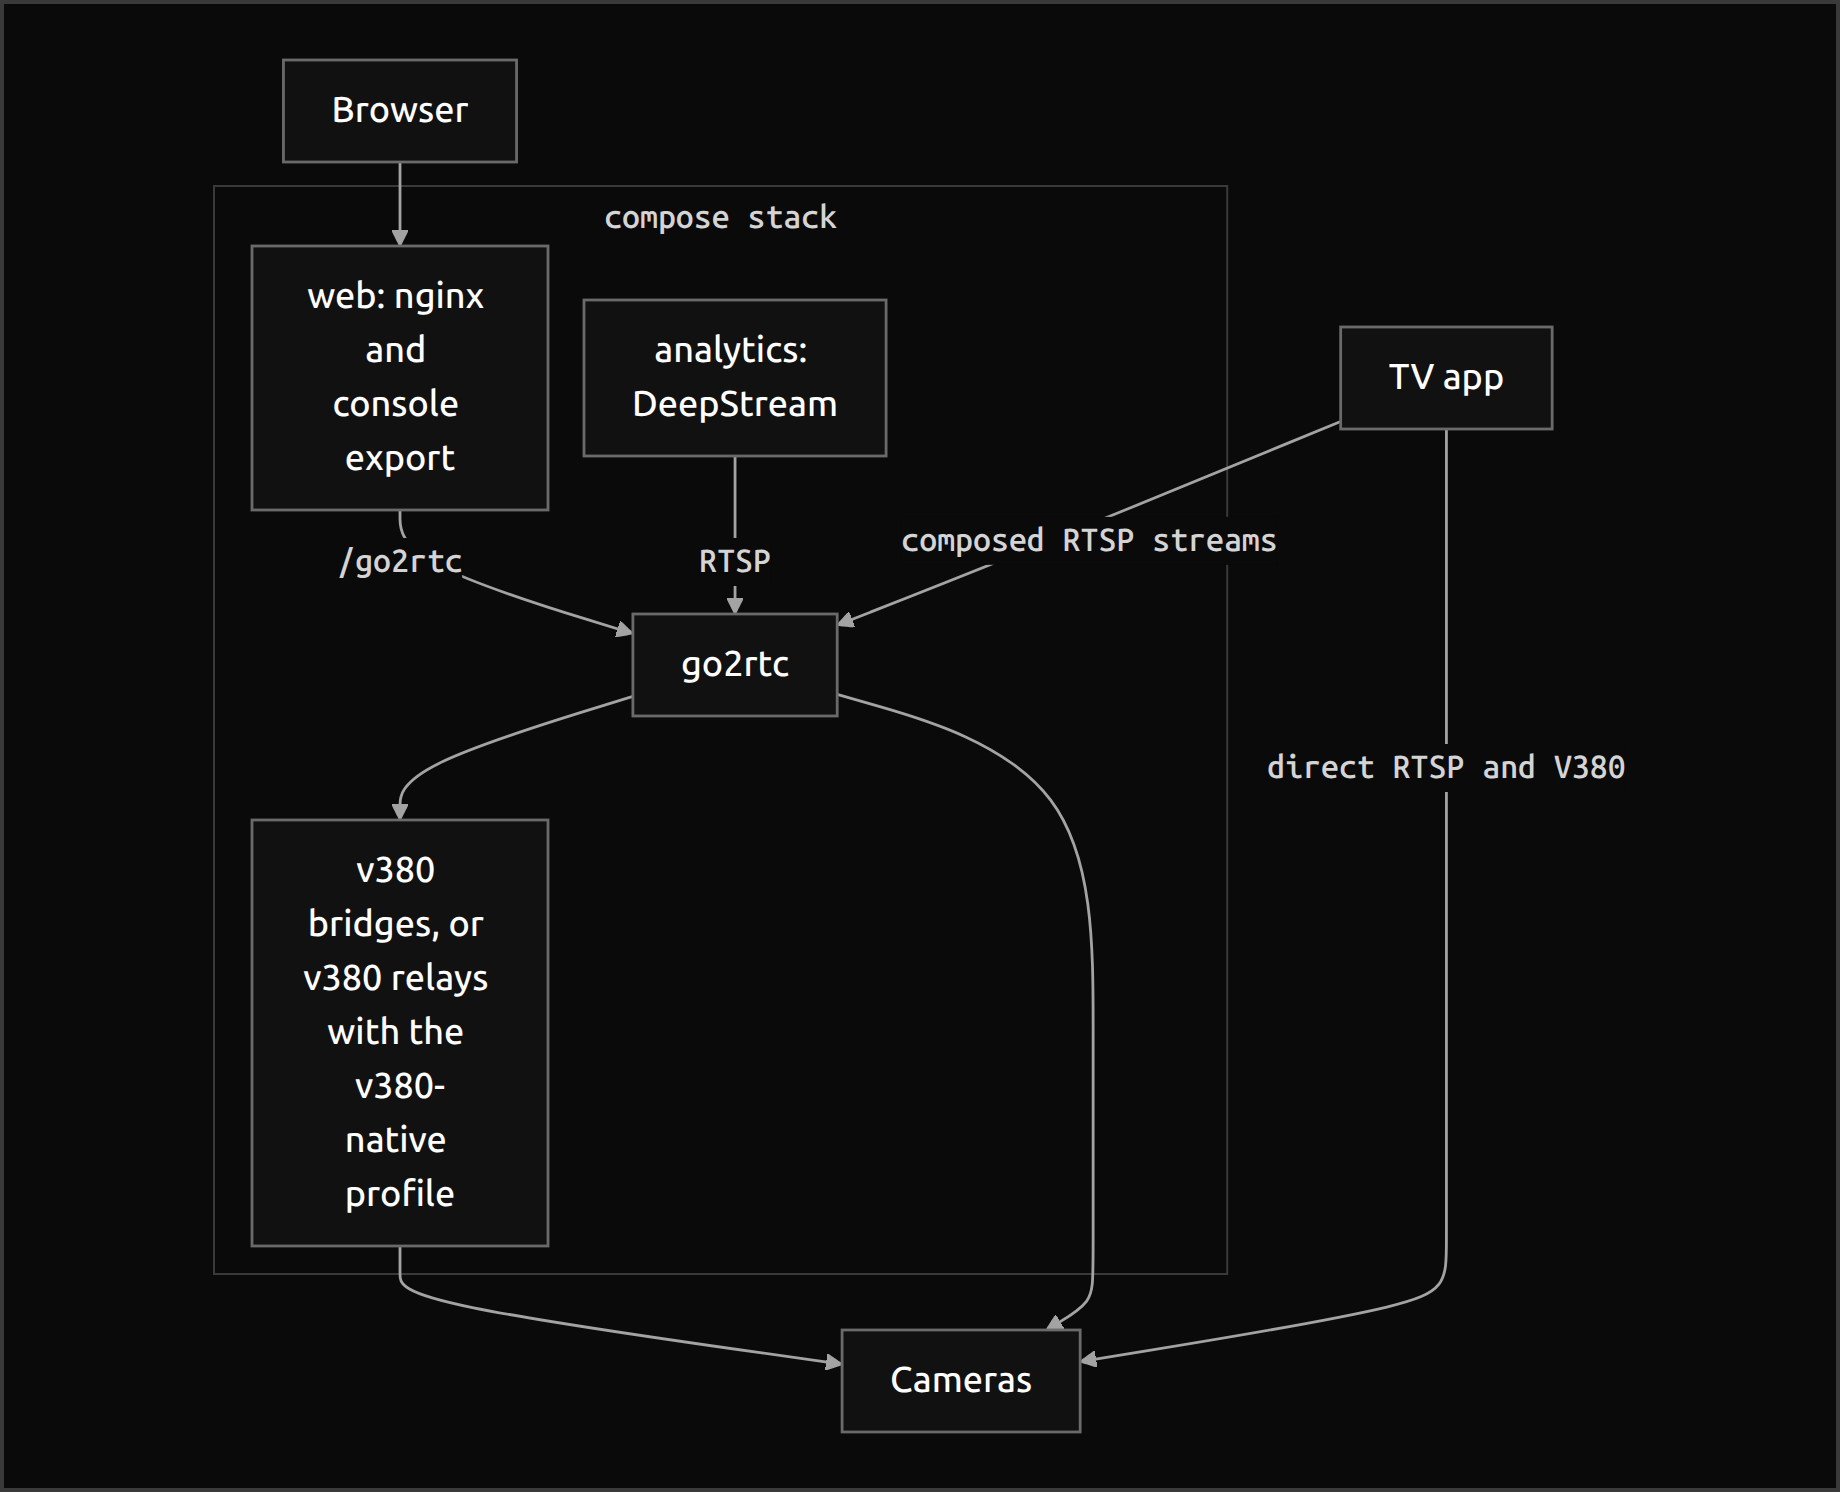 Browser
compose stack
web: nginx
and
console
export
analytics:
DeepStream
TV app
/go2rtc
RTSP
composed RTSP streams
go2rtc
direct RTSP and V380
v380
bridges, or
v380 relays
with the
v380-
native
profile
Cameras